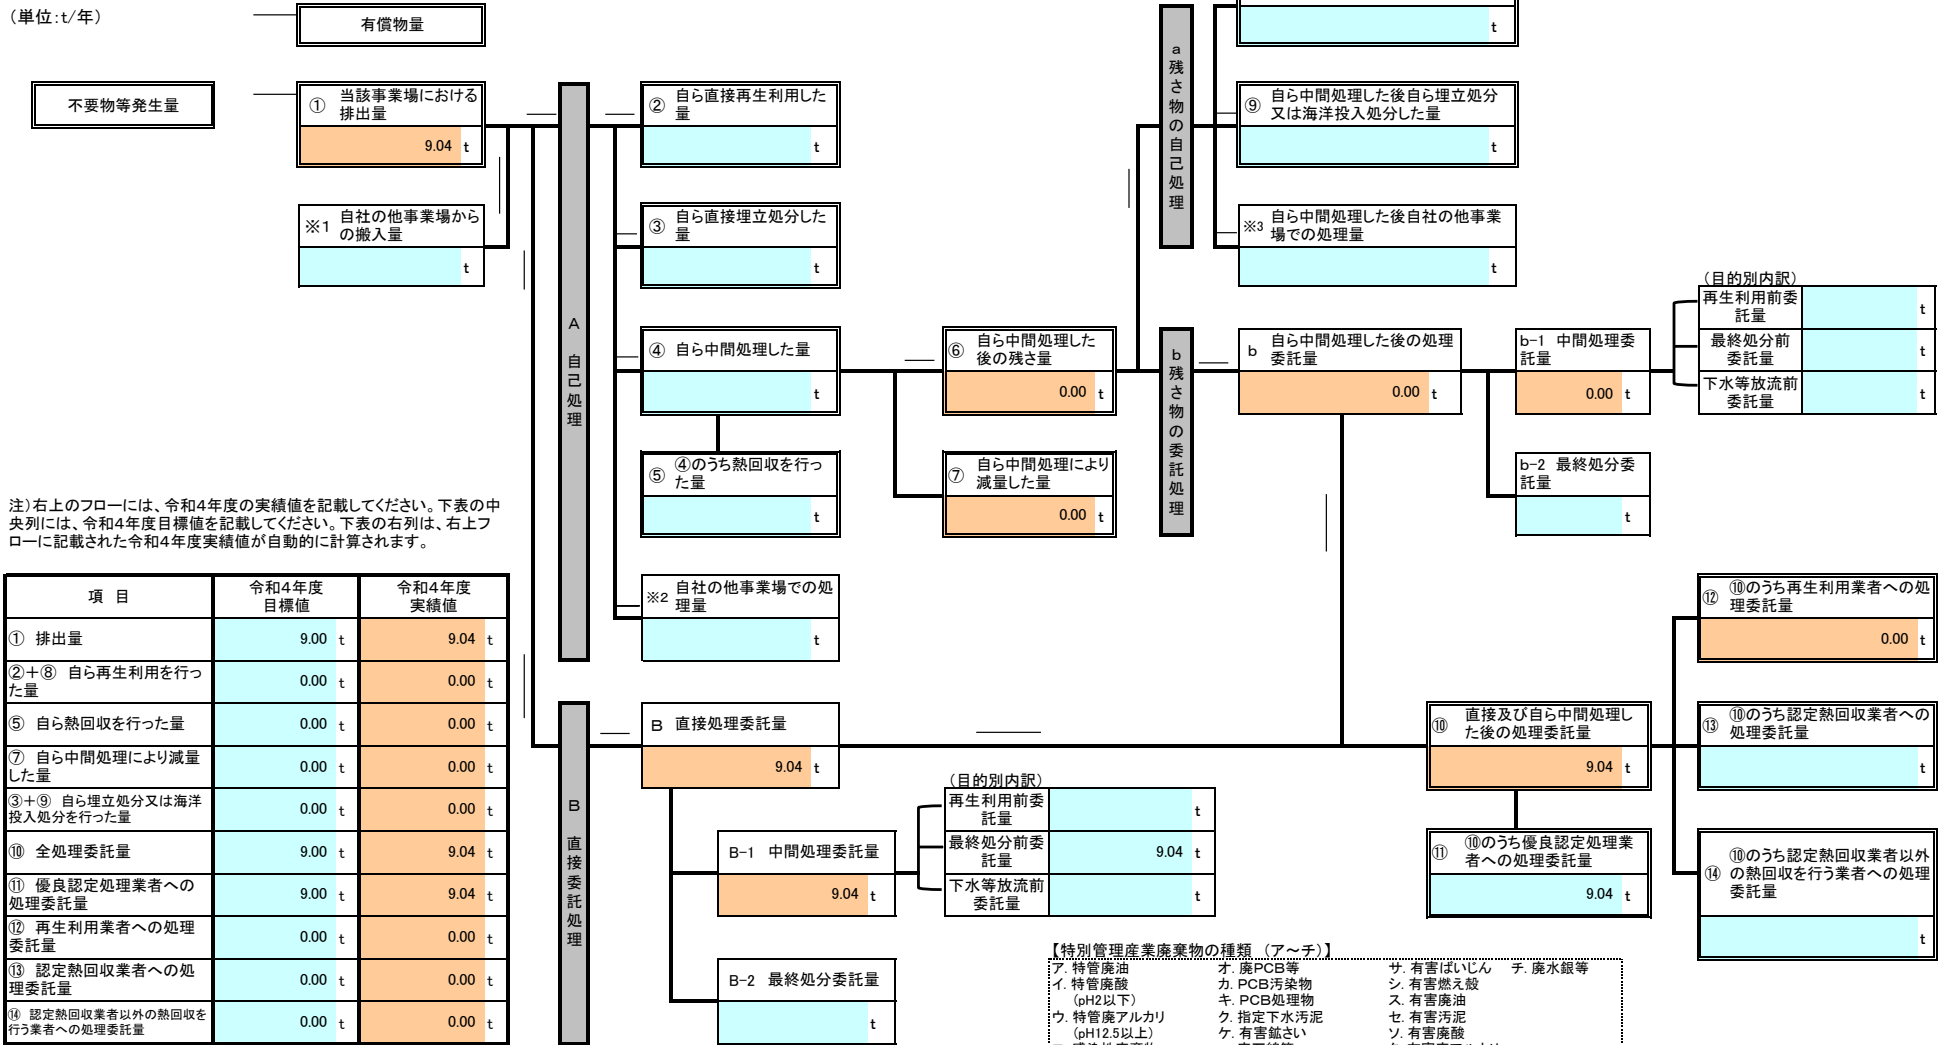 （単位：t/年）
有償物量
不要物等発生量
① 当該事業場における
排出量
9.04 t
※1 自社の他事業場から
の搬入量
t
A 自己処理
② 自ら直接再生利用した
量
t
③ 自ら直接埋立処分した
量
t
④ 自ら中間処理した量
t
⑤ ④のうち熱回収を行っ
た量
t
※2 自社の他事業場での処
理量
t
⑥ 自ら中間処理した
後の残さ量
0.00 t
⑦ 自ら中間処理により
減量した量
0.00 t
a 残さ物の自己処理
t
⑨ 自ら中間処理した後自ら埋立処分
又は海洋投入処分した量
t
※3 自ら中間処理した後自社の他事業
場での処理量
t
b 残さ物の委託処理
b 自ら中間処理した後の処理
委託量
0.00 t
b-1 中間処理委
託量
0.00 t
b-2 最終処分委
託量
t
（目的別内訳）
再生利用前委
託量 t
最終処分前
委託量 t
下水等放流前
委託量 t
注）右上のフローには、令和4年度の実績値を記載してください。下表の中
央列には、令和4年度目標値を記載してください。下表の右列は、右上フ
ローに記載された令和4年度実績値が自動的に計算されます。
項 目 令和4年度
目標値 令和4年度
実績値
① 排出量 9.00 t 9.04 t
②＋⑧ 自ら再生利用を行っ
た量 0.00 t 0.00 t
⑤ 自ら熱回収を行った量 0.00 t 0.00 t
⑦ 自ら中間処理により減量
した量 0.00 t 0.00 t
③＋⑨ 自ら埋立処分又は海洋
投入処分を行った量 0.00 t 0.00 t
⑩ 全処理委託量 9.00 t 9.04 t
⑪ 優良認定処理業者への
処理委託量 9.00 t 9.04 t
⑫ 再生利用業者への処理
委託量 0.00 t 0.00 t
⑬ 認定熱回収業者への処
理委託量 0.00 t 0.00 t
⑭ 認定熱回収業者以外の熱回収を
行う業者への処理委託量 0.00 t 0.00 t
B 直接委託処理
B 直接処理委託量
9.04 t
B-1 中間処理委託量
9.04 t
B-2 最終処分委託量
t
（目的別内訳）
再生利用前委
託量 t
最終処分前委
託量 9.04 t
下水等放流前
委託量 t
⑩ 直接及び自ら中間処理し
た後の処理委託量
9.04 t
⑪ ⑩のうち優良認定処理業
者への処理委託量
9.04 t
⑫ ⑩のうち再生利用業者への処
理委託量
0.00 t
⑬ ⑩のうち認定熱回収業者への
処理委託量
t
⑭ ⑩のうち認定熱回収業者以外
の熱回収を行う業者への処理
委託量
t
【特別管理産業廃棄物の種類 （ア～チ）】
ア. 特管廃油 オ. 廃PCB等 サ. 有害ばいじん チ. 廃水銀等
イ. 特管廃酸 カ. PCB汚染物 シ. 有害燃え殻
（pH2以下） キ. PCB処理物 ス. 有害廃油
ウ. 特管廃アルカリ ク. 指定下水汚泥 セ. 有害汚泥
（pH12.5以上） ケ. 有害鉱さい ソ. 有害廃酸